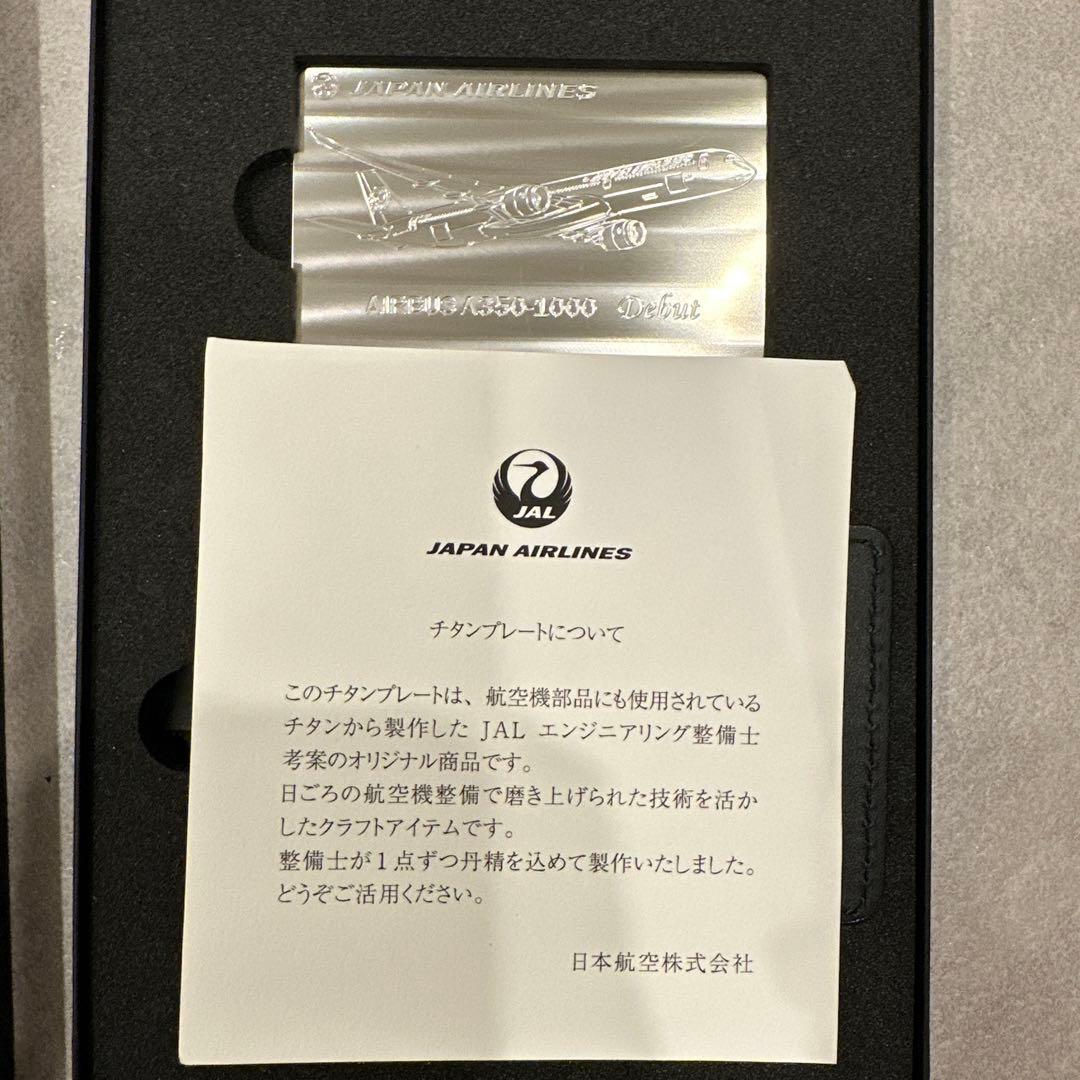 JAPAN AIRLINES
AIRBUS A350-1000 Debut
JAL
JAPAN AIRLINES
チタンプレートについて
このチタンプレートは、航空機部品にも使用されている
チタンから製作した JAL エンジニアリング整備士
考案のオリジナル商品です。
日ごろの航空機整備で磨き上げられた技術を活か
したクラフトアイテムです。
整備士が1点ずつ丹精を込めて製作いたしました。
どうぞご活用ください。
日本航空株式会社